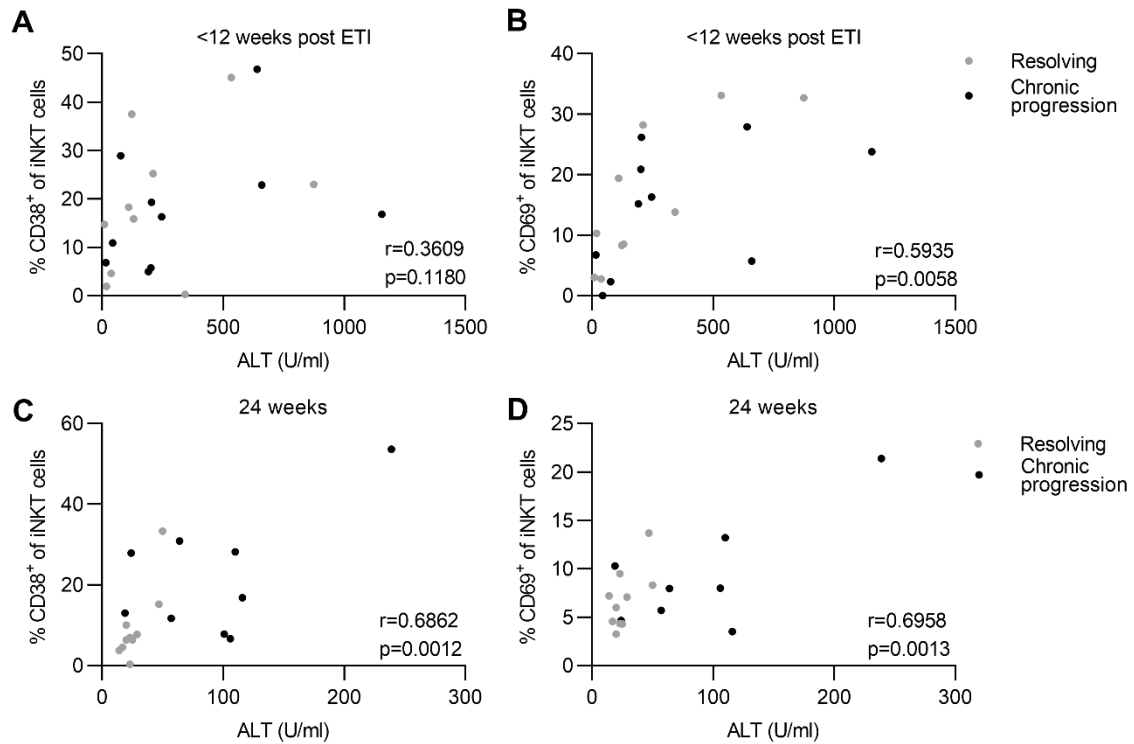 A
<12 weeks post ETI
% CD38⁺ of iNKT cells
50
40
30
20
10
0
0 500 1000 1500
ALT (U/ml)
r=0.3609
p=0.1180
B
<12 weeks post ETI
% CD69⁺ of iNKT cells
40
30
20
10
0
0 500 1000 1500
ALT (U/ml)
r=0.5935
p=0.0058
Resolving
Chronic
progression
C
24 weeks
% CD38⁺ of iNKT cells
60
40
20
0
0 100 200 300
ALT (U/ml)
r=0.6862
p=0.0012
D
24 weeks
% CD69⁺ of iNKT cells
25
20
15
10
5
0
0 100 200 300
ALT (U/ml)
r=0.6958
p=0.0013
Resolving
Chronic
progression